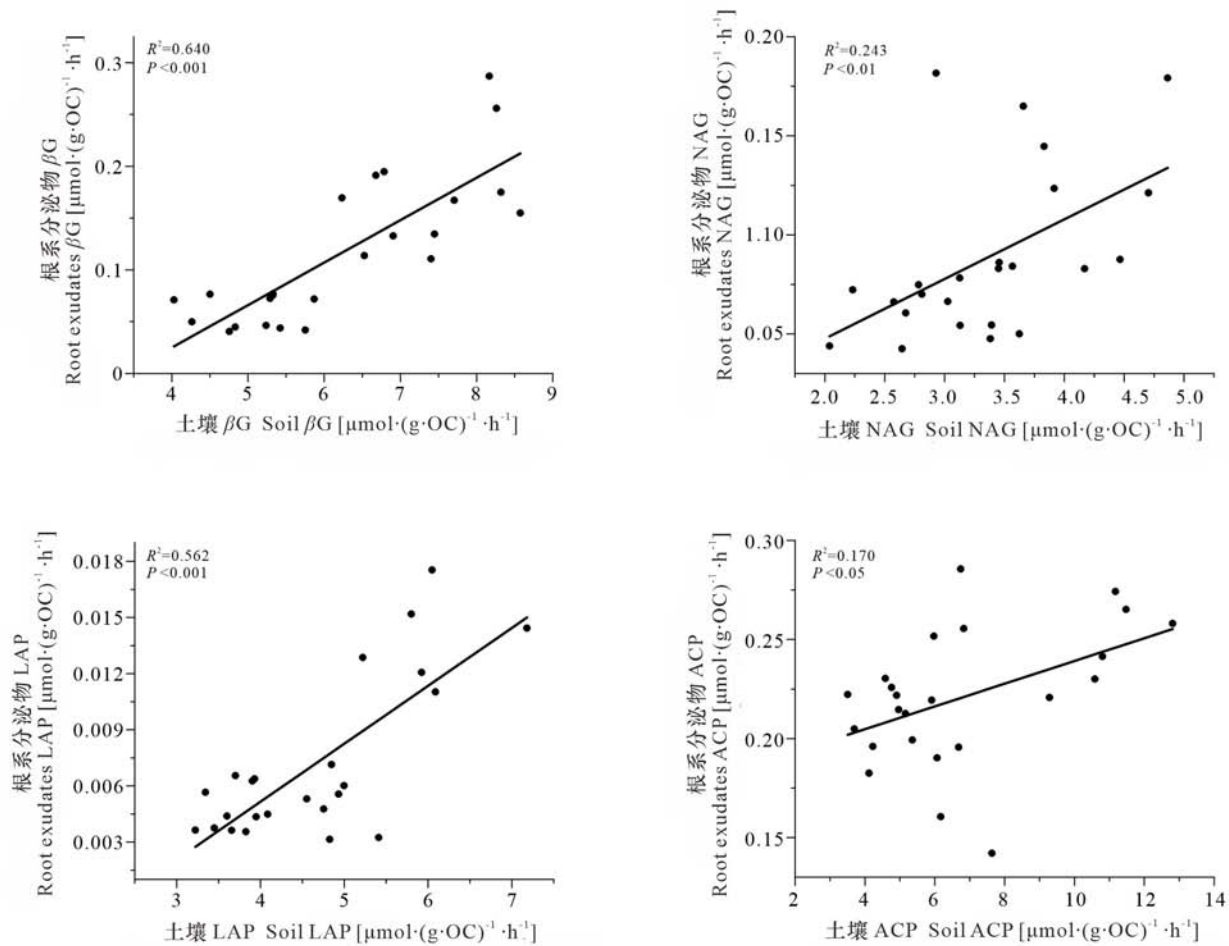 R²=0.640
P<0.001
0.3
0.2
0.1
0
根系分泌物 βG
Root exudates βG [μmol·(g·OC)⁻¹·h⁻¹]
4 5 6 7 8 9
土壤 βG Soil βG [μmol·(g·OC)⁻¹·h⁻¹]
R²=0.243
P<0.01
0.20
0.15
1.10
0.05
根系分泌物 NAG
Root exudates NAG [μmol·(g·OC)⁻¹·h⁻¹]
2.0 2.5 3.0 3.5 4.0 4.5 5.0
土壤 NAG Soil NAG [μmol·(g·OC)⁻¹·h⁻¹]
R²=0.562
P<0.001
0.018
0.015
0.012
0.009
0.006
0.003
根系分泌物 LAP
Root exudates LAP [μmol·(g·OC)⁻¹·h⁻¹]
3 4 5 6 7
土壤 LAP Soil LAP [μmol·(g·OC)⁻¹·h⁻¹]
R²=0.170
P<0.05
0.30
0.25
0.20
0.15
根系分泌物 ACP
Root exudates ACP [μmol·(g·OC)⁻¹·h⁻¹]
2 4 6 8 10 12 14
土壤 ACP Soil ACP [μmol·(g·OC)⁻¹·h⁻¹]